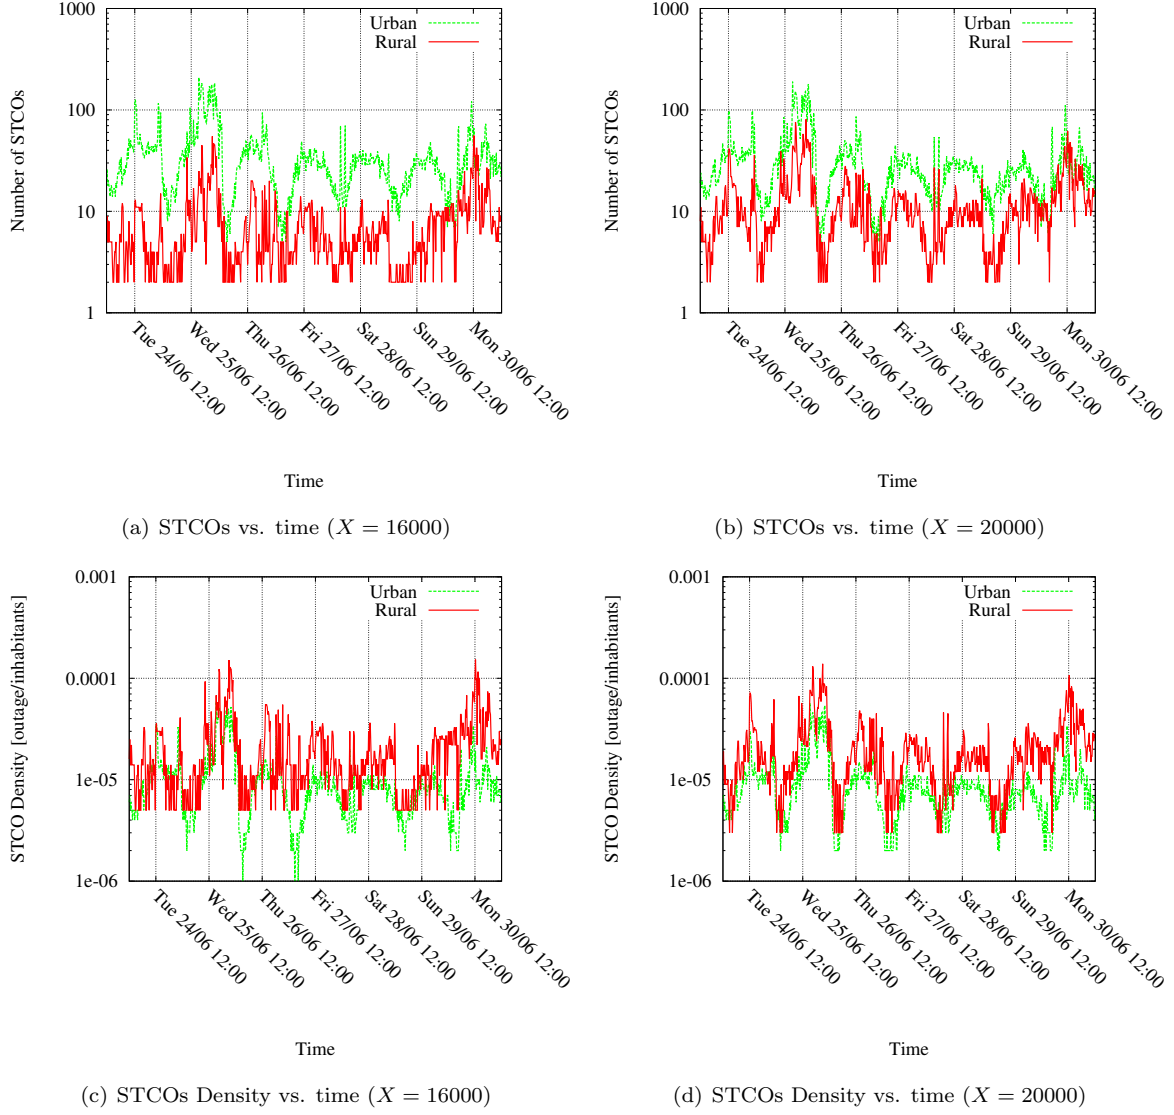 1000
100
10
1
Number of STCOs
Urban
Rural
Tue 24/06 12:00
Wed 25/06 12:00
Thu 26/06 12:00
Fri 27/06 12:00
Sat 28/06 12:00
Sun 29/06 12:00
Mon 30/06 12:00
Time
(a) STCOs vs. time (X = 16000)
1000
100
10
1
Number of STCOs
Urban
Rural
Tue 24/06 12:00
Wed 25/06 12:00
Thu 26/06 12:00
Fri 27/06 12:00
Sat 28/06 12:00
Sun 29/06 12:00
Mon 30/06 12:00
Time
(b) STCOs vs. time (X = 20000)
0.001
0.0001
1e-05
1e-06
STCO Density [outage/inhabitants]
Urban
Rural
Tue 24/06 12:00
Wed 25/06 12:00
Thu 26/06 12:00
Fri 27/06 12:00
Sat 28/06 12:00
Sun 29/06 12:00
Mon 30/06 12:00
Time
(c) STCOs Density vs. time (X = 16000)
0.001
0.0001
1e-05
1e-06
STCO Density [outage/inhabitants]
Urban
Rural
Tue 24/06 12:00
Wed 25/06 12:00
Thu 26/06 12:00
Fri 27/06 12:00
Sat 28/06 12:00
Sun 29/06 12:00
Mon 30/06 12:00
Time
(d) STCOs Density vs. time (X = 20000)